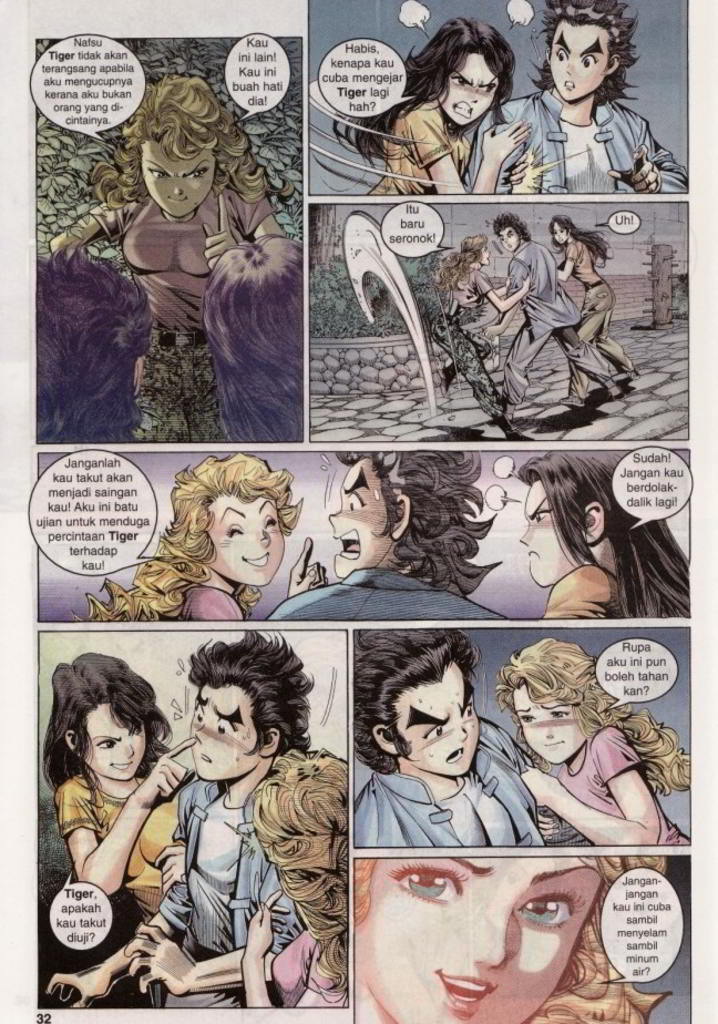 Nafsu
Tiger tidak akan
terangsang apabila
aku mengucupnya
kerana aku bukan
orang yang di-
cintainya.
Kau
ini lain!
Kau ini
buah hati
dia!
Habis,
kenapa kau
cuba mengejar
Tiger lagi
hah?
Itu
baru
seronok!
Uh!
Janganlah
kau takut akan
menjadi saingan
kau! Aku ini batu
ujian untuk menduga
percintaan Tiger
terhadap
kau!
Sudah!
Jangan kau
berdolak-
dalik lagi!
Tiger,
apakah
kau takut
diuji?
Rupa
aku ini pun
boleh tahan
kan?
Jangan-
jangan
kau ini cuba
sambil
menyelam
sambil
minum
air?
32